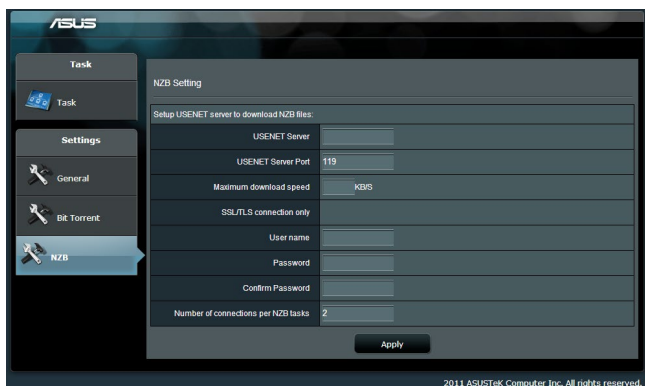 ASUS
Task
Task
Settings
General
Bit Torrent
NZB
NZB Setting
Setup USENET server to download NZB files:
USENET Server
USENET Server Port 119
Maximum download speed KB/S
SSL/TLS connection only
User name
Password
Confirm Password
Number of connections per NZB tasks 2
Apply
2011 ASUSTeK Computer Inc. All rights reserved.